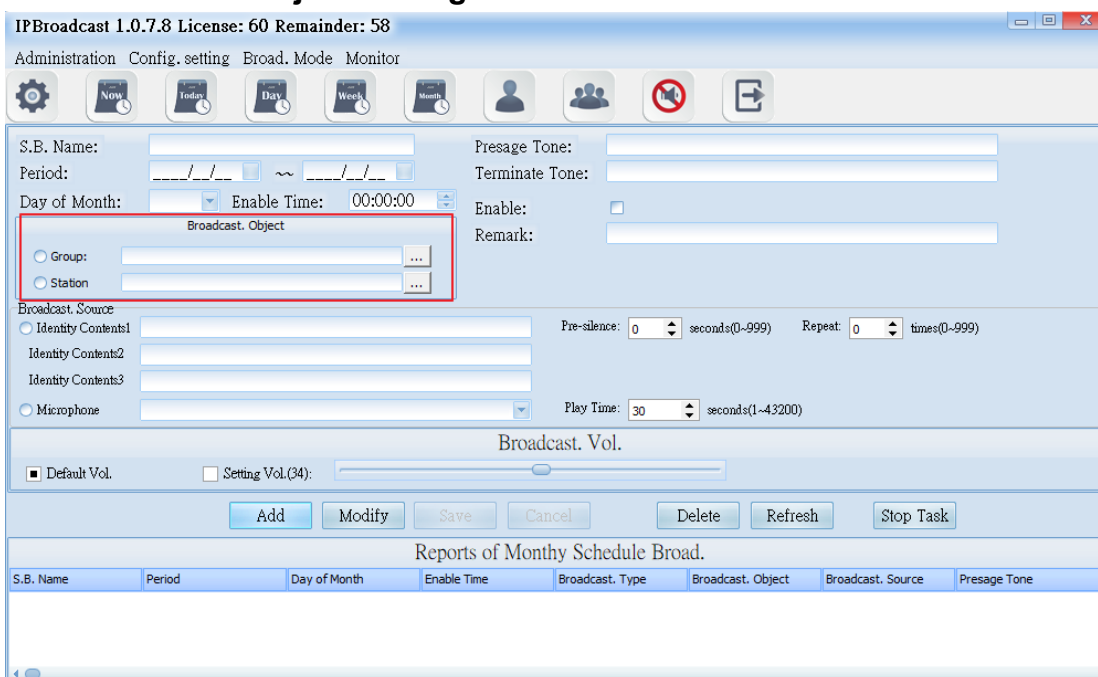 IPBroadcast 1.0.7.8 License: 60 Remainder: 58
Administration Config. setting Broad. Mode Monitor
Now Today Day Week Month
S.B. Name: Presage Tone:
Period: ____/__/__ ~~ ____/__/__ Terminate Tone:
Day of Month: Enable Time: 00:00:00 Enable:
Broadcast. Object
Remark:
Group: ...
Station ...
Broadcast. Source
Identity Contents1 Pre-silence: 0 seconds(0~999) Repeat: 0 times(0~999)
Identity Contents2
Identity Contents3
Microphone Play Time: 30 seconds(1~43200)
Broadcast. Vol.
Default Vol. Setting Vol.(34):
Add Modify Save Cancel Delete Refresh Stop Task
Reports of Monthy Schedule Broad.
S.B. Name Period Day of Month Enable Time Broadcast. Type Broadcast. Object Broadcast. Source Presage Tone